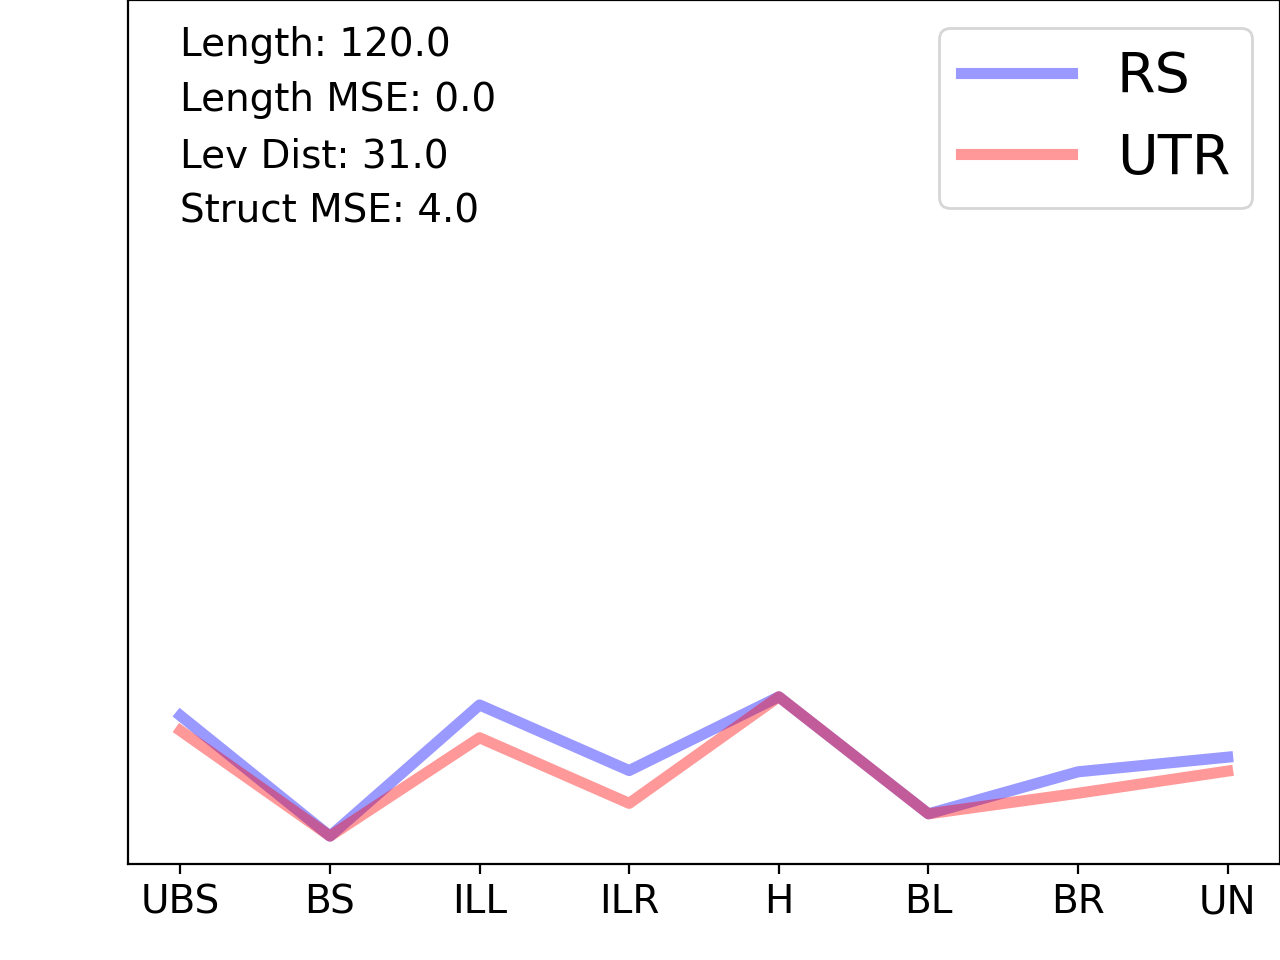 Length: 120.0
Length MSE: 0.0
Lev Dist: 31.0
Struct MSE: 4.0
RS
UTR
UBS BS ILL ILR H BL BR UN